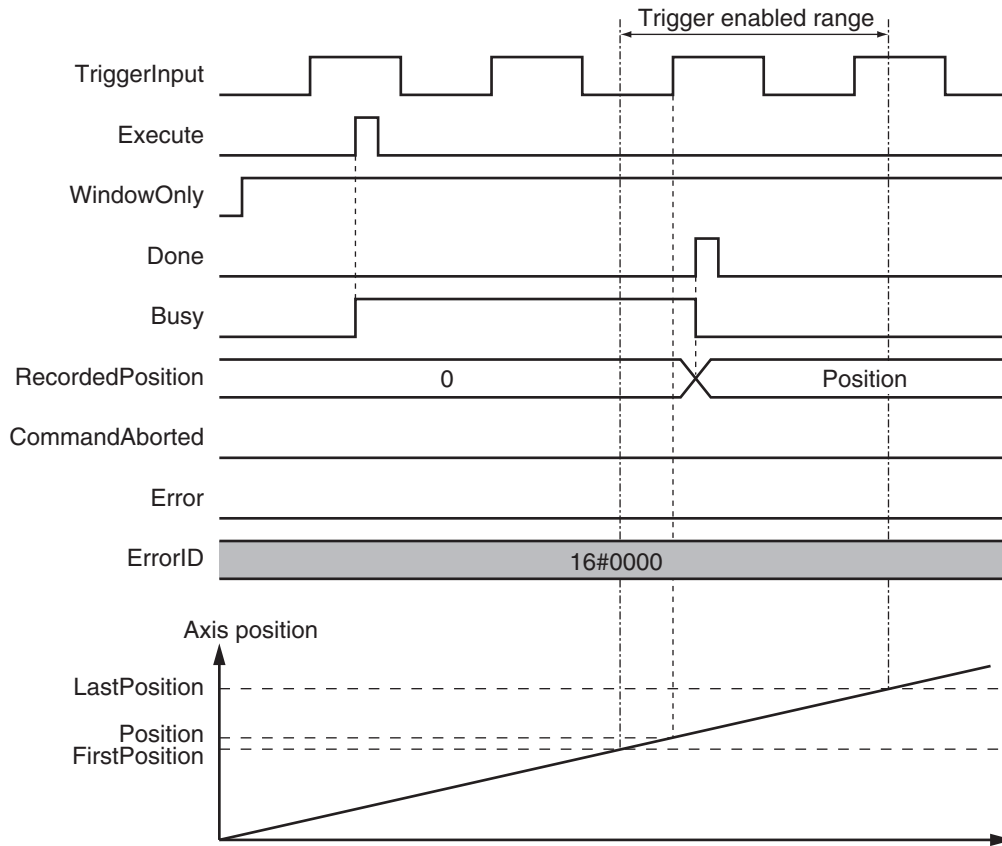 Trigger enabled range
TriggerInput
Execute
WindowOnly
Done
Busy
RecordedPosition 0 Position
CommandAborted
Error
ErrorID 16#0000
Axis position
LastPosition
Position
FirstPosition